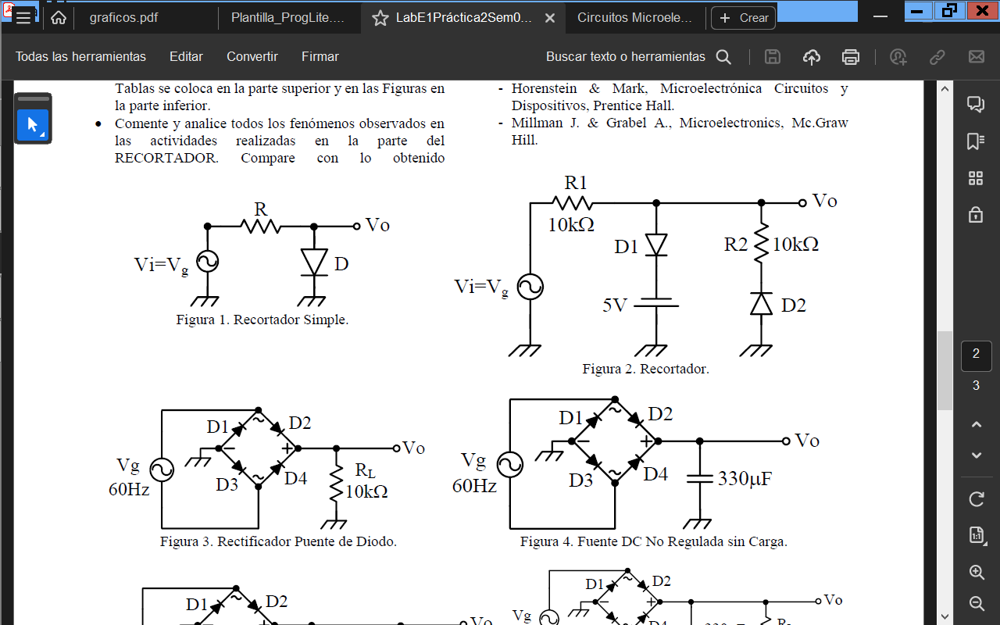 graficos.pdf
Plantilla_ProgLite....
LabE1Práctica2Sem0...
Circuitos Microele...
+ Crear
Todas las herramientas
Editar
Convertir
Firmar
Buscar texto o herramientas
Tablas se coloca en la parte superior y en las Figuras en
la parte inferior.
• Comente y analice todos los fenómenos observados en
las actividades realizadas en la parte del
RECORTADOR. Compare con lo obtenido
- Horenstein & Mark, Microelectrónica Circuitos y
Dispositivos, Prentice Hall.
- Millman J. & Grabel A., Microelectronics, Mc.Graw
Hill.
R
Vo
Vi=Vg
D
Figura 1. Recortador Simple.
R1
10kΩ
Vo
D1
R2
10kΩ
Vi=Vg
5V
D2
Figura 2. Recortador.
D1
D2
Vo
Vg
60Hz
D3
D4
RL
10kΩ
Figura 3. Rectificador Puente de Diodo.
D1
D2
Vo
Vg
60Hz
D3
D4
330µF
Figura 4. Fuente DC No Regulada sin Carga.
D1
D2
Vo
D1
D2
Vo
Vg
2
3
1:1